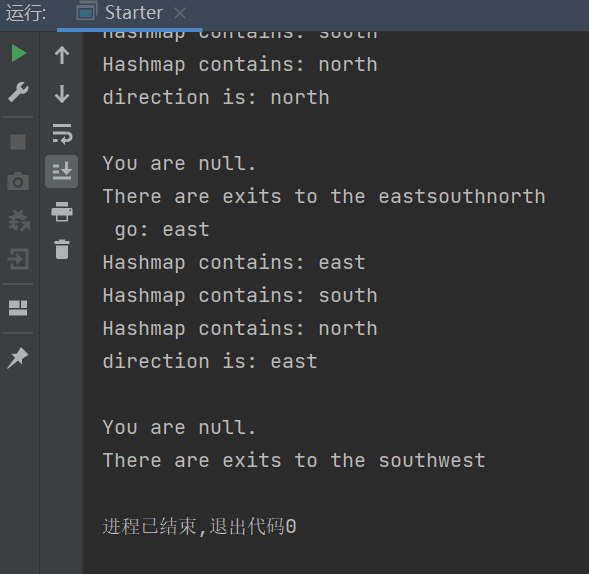 运行: Starter
Hashmap contains: south
Hashmap contains: north
direction is: north
You are null.
There are exits to the eastsouthnorth
go: east
Hashmap contains: east
Hashmap contains: south
Hashmap contains: north
direction is: east
You are null.
There are exits to the southwest
进程已结束,退出代码0